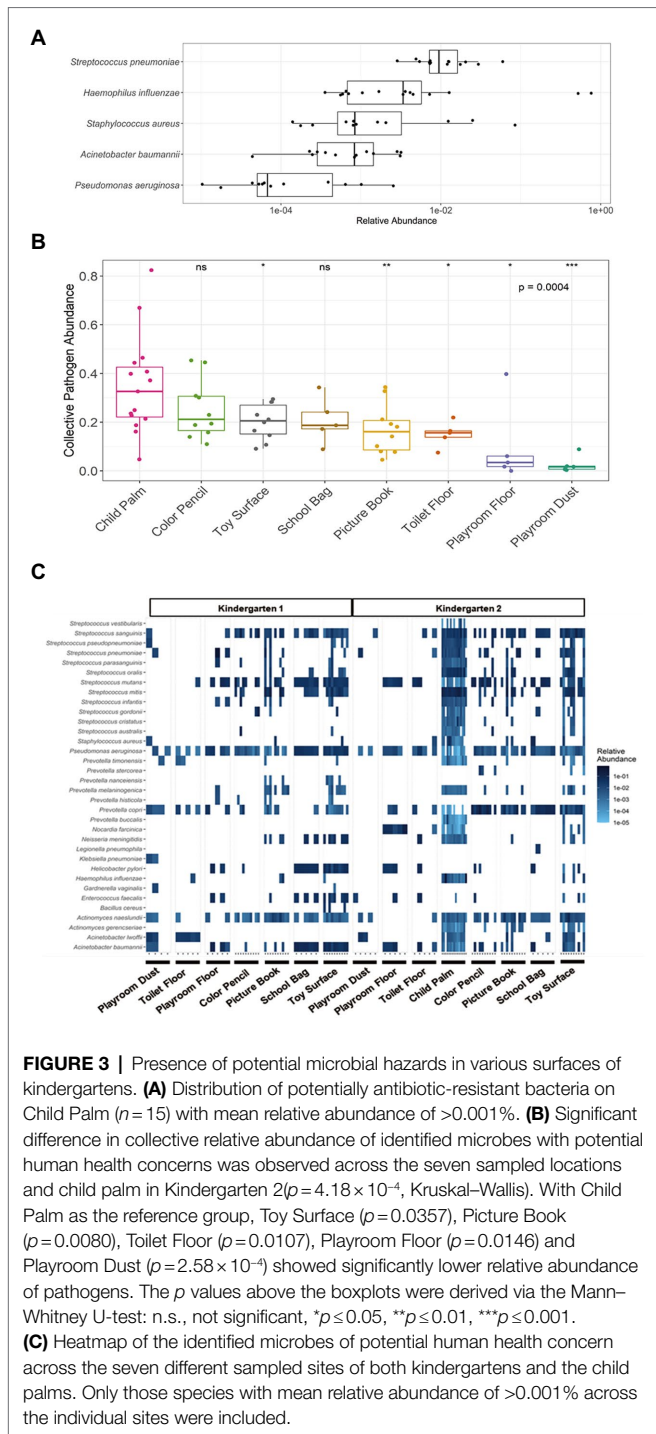 A
Streptococcus pneumoniae
Haemophilus influenzae
Staphylococcus aureus
Acinetobacter baumannii
Pseudomonas aeruginosa
1e-04
1e-02
1e+00
Relative Abundance
B
Collective Pathogen Abundance
0.8
0.6
0.4
0.2
0.0
ns
*
ns
**
*
*
***
p = 0.0004
Child Palm
Color Pencil
Toy Surface
School Bag
Picture Book
Toilet Floor
Playroom Floor
Playroom Dust
C
Kindergarten 1
Kindergarten 2
Streptococcus vestibularis
Streptococcus sanguinis
Streptococcus pseudopneumoniae
Streptococcus pneumoniae
Streptococcus parasanguinis
Streptococcus oralis
Streptococcus mutans
Streptococcus mitis
Streptococcus infantis
Streptococcus gordonii
Streptococcus cristatus
Streptococcus australis
Staphylococcus aureus
Pseudomonas aeruginosa
Prevotella timonensis
Prevotella stercorea
Prevotella nanceiensis
Prevotella melaninogenica
Prevotella histicola
Prevotella copri
Prevotella buccalis
Nocardia farcinica
Neisseria meningitidis
Legionella pneumophila
Klebsiella pneumoniae
Helicobacter pylori
Haemophilus influenzae
Gardnerella vaginalis
Enterococcus faecalis
Bacillus cereus
Actinomyces naeslundii
Actinomyces gerencseriae
Acinetobacter lwoffii
Acinetobacter baumannii
Relative
Abundance
1e-01
1e-02
1e-03
1e-04
1e-05
Playroom Dust
Toilet Floor
Playroom Floor
Color Pencil
Picture Book
School Bag
Toy Surface
Playroom Dust
Playroom Floor
Toilet Floor
Child Palm
Color Pencil
Picture Book
School Bag
Toy Surface
FIGURE 3 | Presence of potential microbial hazards in various surfaces of
kindergartens. (A) Distribution of potentially antibiotic-resistant bacteria on
Child Palm (n = 15) with mean relative abundance of >0.001%. (B) Significant
difference in collective relative abundance of identified microbes with potential
human health concerns was observed across the seven sampled locations
and child palm in Kindergarten 2(p = 4.18 × 10⁻⁴, Kruskal–Wallis). With Child
Palm as the reference group, Toy Surface (p = 0.0357), Picture Book
(p = 0.0080), Toilet Floor (p = 0.0107), Playroom Floor (p = 0.0146) and
Playroom Dust (p = 2.58 × 10⁻⁴) showed significantly lower relative abundance
of pathogens. The p values above the boxplots were derived via the Mann–
Whitney U-test: n.s., not significant, *p ≤ 0.05, **p ≤ 0.01, ***p ≤ 0.001.
(C) Heatmap of the identified microbes of potential human health concern
across the seven different sampled sites of both kindergartens and the child
palms. Only those species with mean relative abundance of >0.001% across
the individual sites were included.